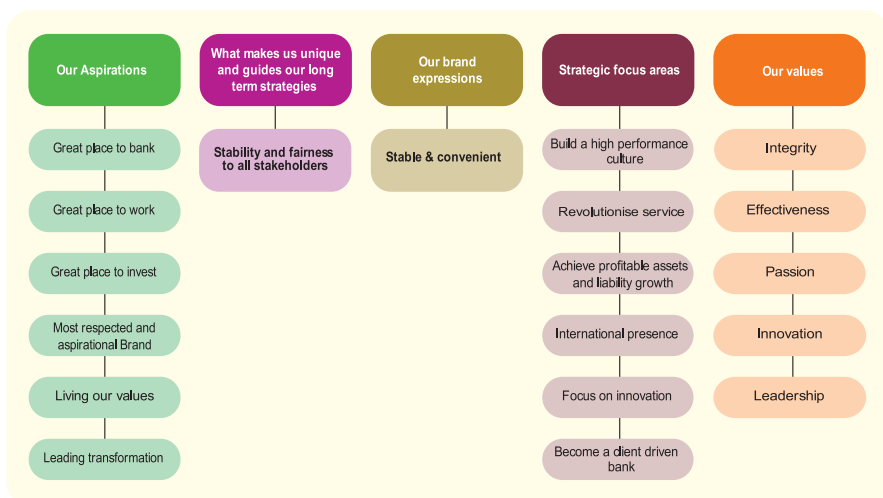 Our Aspirations
Great place to bank
Great place to work
Great place to invest
Most respected and
aspirational Brand
Living our values
Leading transformation
What makes us unique
and guides our long
term strategies
Stability and fairness
to all stakeholders
Our brand
expressions
Stable & convenient
Strategic focus areas
Build a high performance
culture
Revolutionise service
Achieve profitable assets
and liability growth
International presence
Focus on innovation
Become a client driven
bank
Our values
Integrity
Effectiveness
Passion
Innovation
Leadership